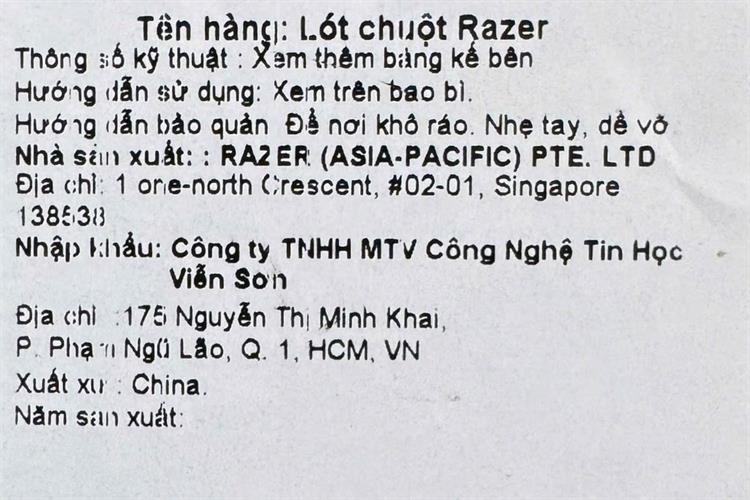 Tên hàng: Lót chuột Razer
Thông số kỹ thuật : Xem thêm bảng kế bên
Hướng dẫn sử dụng: Xem trên bao bì.
Hướng dẫn bảo quản Để nơi khô ráo. Nhẹ tay, dễ vỡ
Nhà sản xuất: : RAZER (ASIA-PACIFIC) PTE. LTD
Địa chỉ: 1 one-north Crescent, #02-01, Singapore
138538
Nhập khẩu: Công ty TNHH MTV Công Nghệ Tin Học
Viễn Sơn
Địa chỉ :175 Nguyễn Thị Minh Khai,
P. Phạm Ngũ Lão, Q. 1, HCM, VN
Xuất xứ : China.
Năm sản xuất: